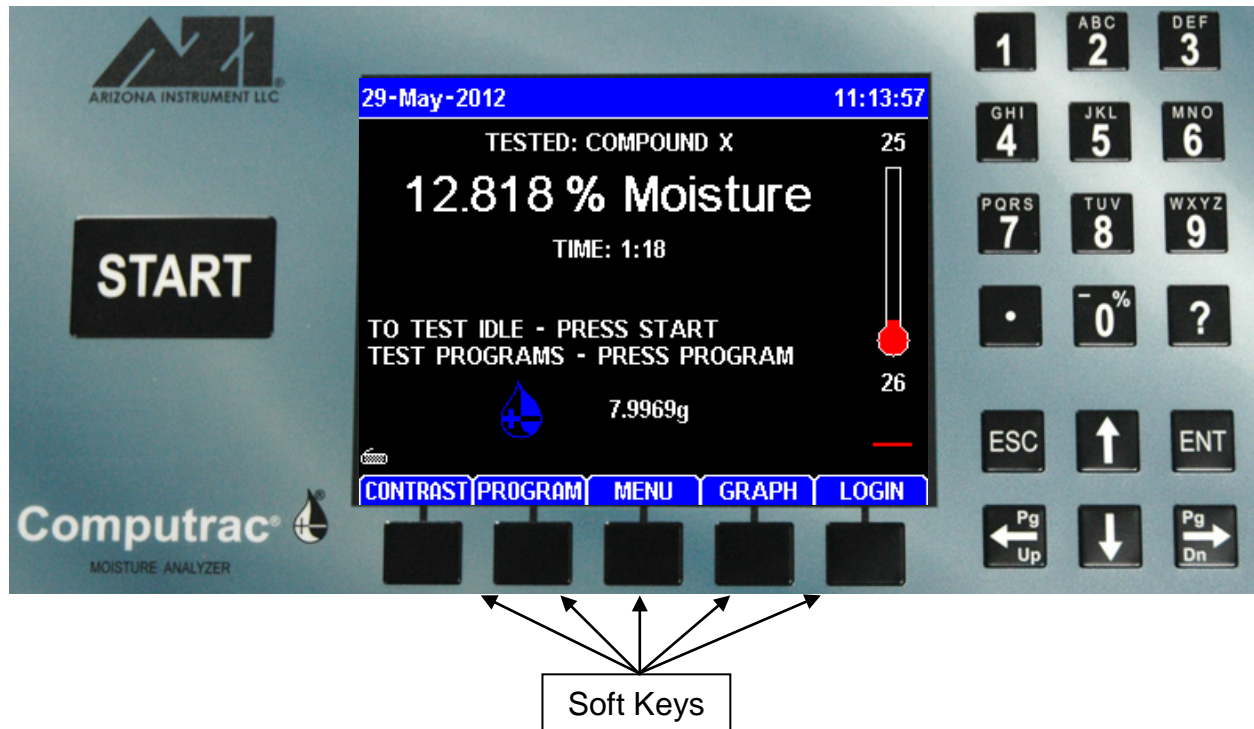 AZI®
ARIZONA INSTRUMENT LLC
START
Computrac®
®
MOISTURE ANALYZER
29-May-2012 11:13:57
TESTED: COMPOUND X
25
12.818 % Moisture
TIME: 1:18
TO TEST IDLE - PRESS START
TEST PROGRAMS - PRESS PROGRAM
26
7.9969g
CONTRAST PROGRAM MENU GRAPH LOGIN
1 ABC 2 DEF 3
GHI 4 JKL 5 MNO 6
PQRS 7 TUV 8 WXYZ 9
. - 0 % ?
ESC ENT
Pg Up Pg Dn
Soft Keys